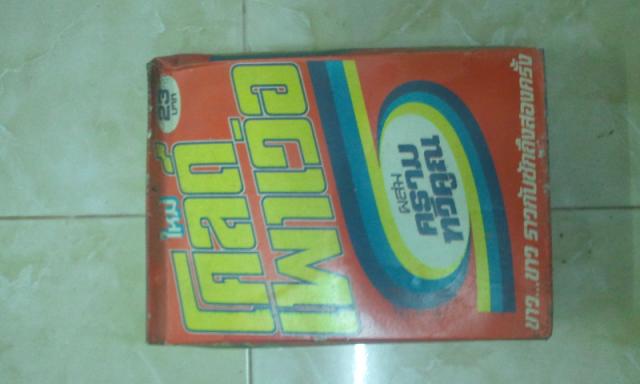 23
บาท
ใหม่
โคลด์
เพาเวอ
ผสม
คราม
ทวีคูณ
ขาว...ขาว ราวกับซักถึงสองครั้ง